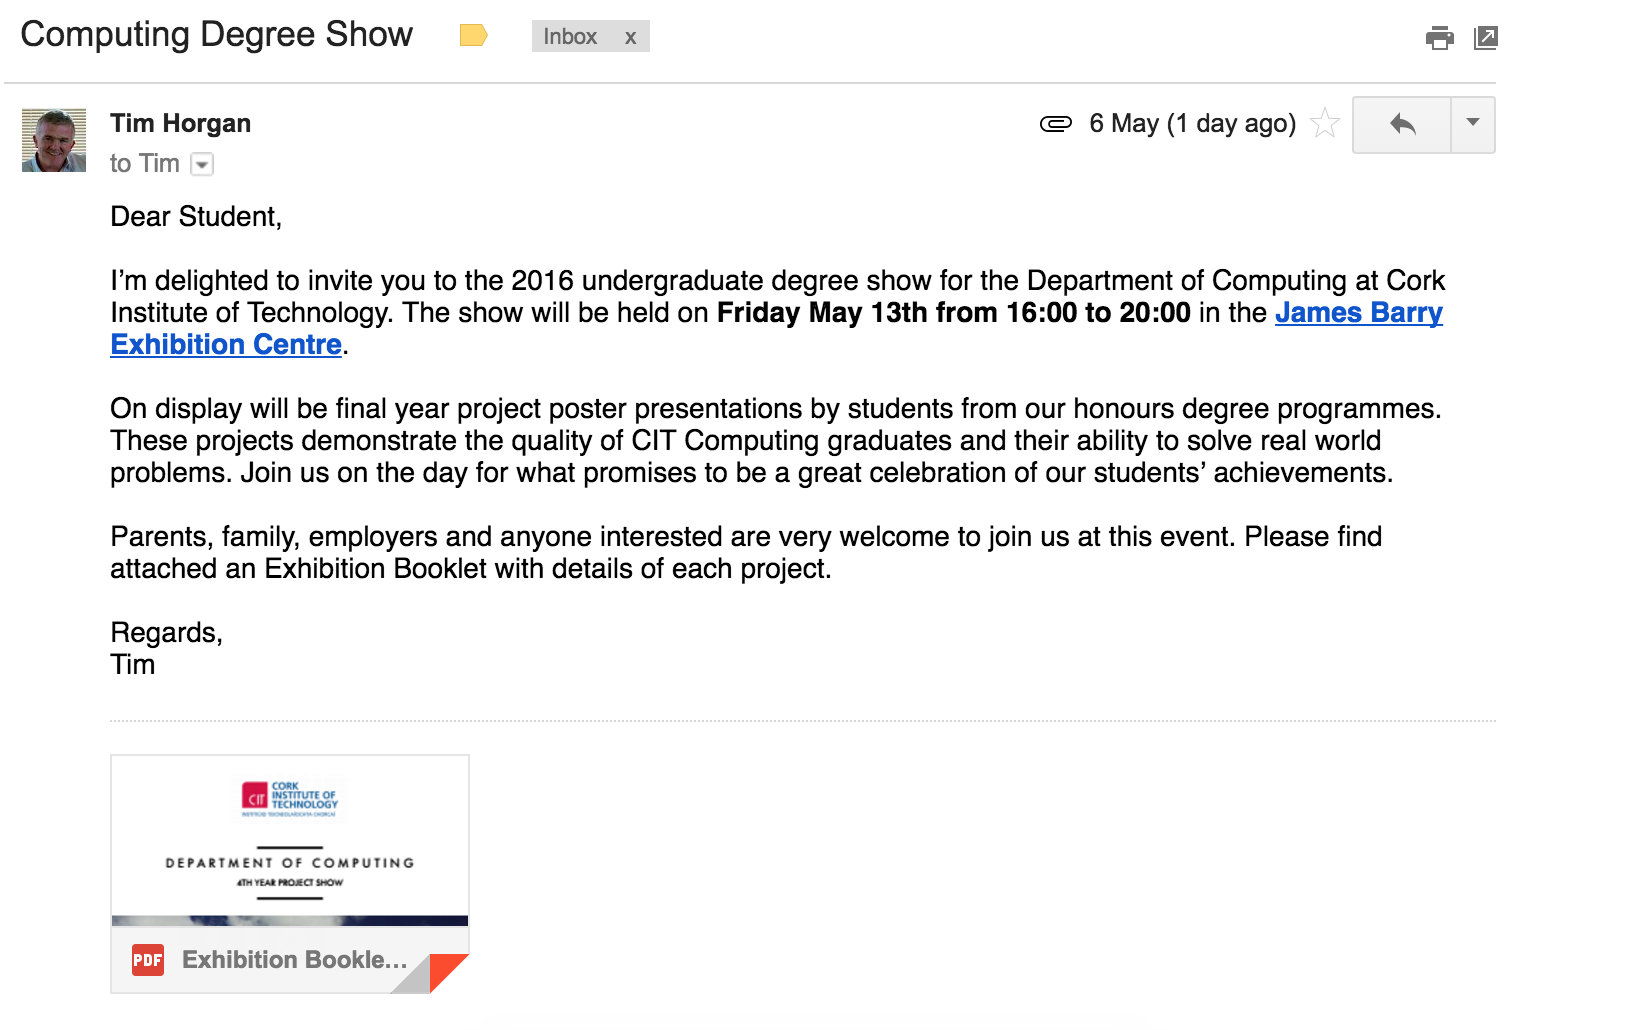 Computing Degree Show
Inbox x
Tim Horgan
6 May (1 day ago)
to Tim
Dear Student,
I’m delighted to invite you to the 2016 undergraduate degree show for the Department of Computing at Cork
Institute of Technology. The show will be held on Friday May 13th from 16:00 to 20:00 in the James Barry
Exhibition Centre.
On display will be final year project poster presentations by students from our honours degree programmes.
These projects demonstrate the quality of CIT Computing graduates and their ability to solve real world
problems. Join us on the day for what promises to be a great celebration of our students’ achievements.
Parents, family, employers and anyone interested are very welcome to join us at this event. Please find
attached an Exhibition Booklet with details of each project.
Regards,
Tim
CIT
CORK
INSTITUTE OF
TECHNOLOGY
DEPARTMENT OF COMPUTING
4TH YEAR PROJECT SHOW
PDF Exhibition Bookle...